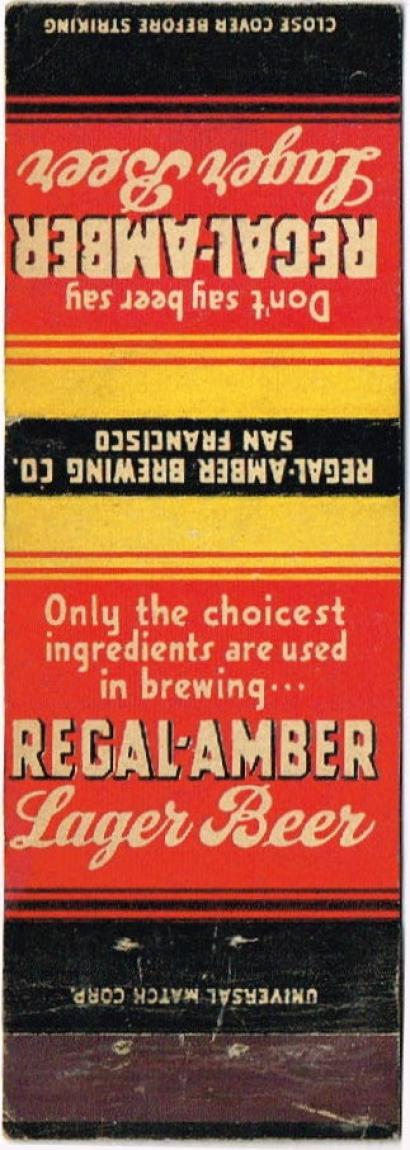 CLOSE COVER BEFORE STRIKING
Don't say beer say
REGAL-AMBER
Lager Beer
REGAL-AMBER BREWING CO.
SAN FRANCISCO
Only the choicest
ingredients are used
in brewing...
REGAL-AMBER
Lager Beer
UNIVERSAL MATCH CORP.